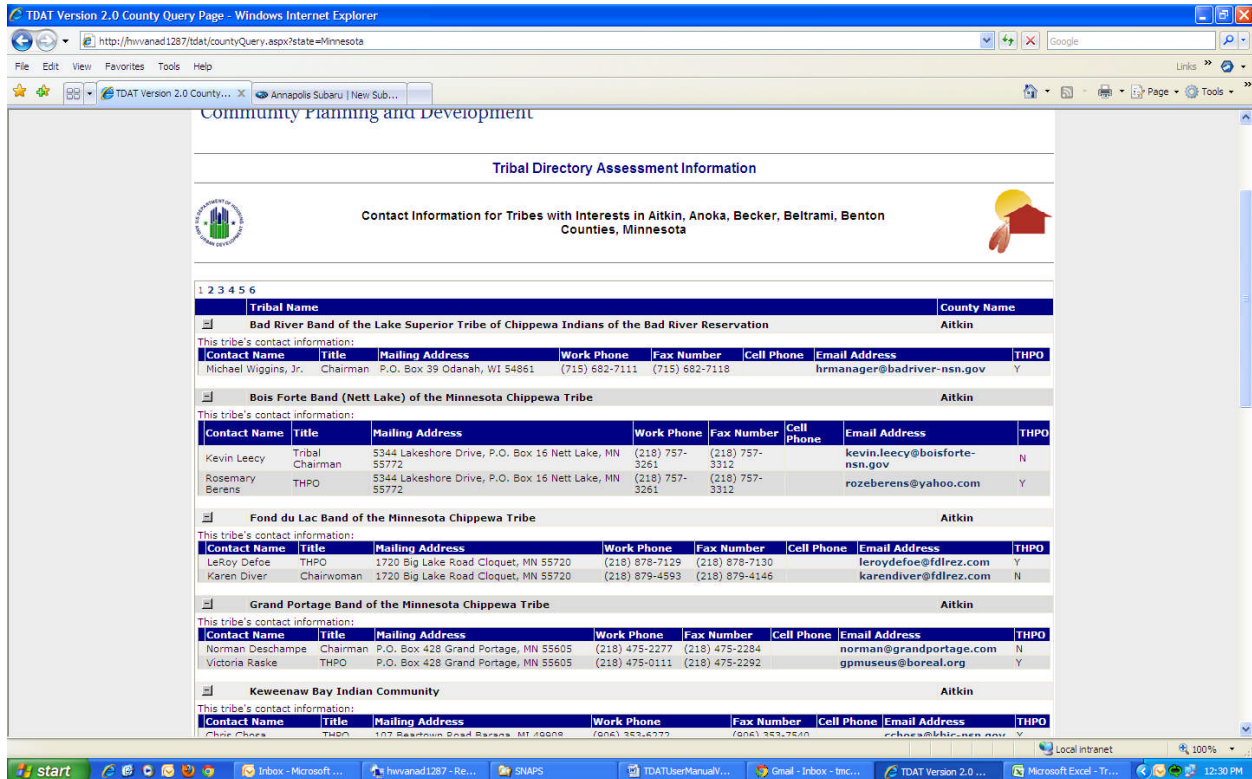 TDAT Version 2.0 County Query Page - Windows Internet Explorer
http://hwvanad1287/tdat/countyQuery.aspx?state=Minnesota
Google
File Edit View Favorites Tools Help
Links »
TDAT Version 2.0 County... X Annapolis Subaru | New Sub...
Page Tools »
Community Planning and Development
Tribal Directory Assessment Information
Contact Information for Tribes with Interests in Aitkin, Anoka, Becker, Beltrami, Benton
Counties, Minnesota
1 2 3 4 5 6
Tribal Name County Name
Bad River Band of the Lake Superior Tribe of Chippewa Indians of the Bad River Reservation Aitkin
This tribe's contact information:
Contact Name Title Mailing Address Work Phone Fax Number Cell Phone Email Address THPO
Michael Wiggins, Jr. Chairman P.O. Box 39 Odanah, WI 54861 (715) 682-7111 (715) 682-7118 hrmanager@badriver-nsn.gov Y
Bois Forte Band (Nett Lake) of the Minnesota Chippewa Tribe Aitkin
This tribe's contact information:
Contact Name Title Mailing Address Work Phone Fax Number Cell Phone Email Address THPO
Kevin Leecy Tribal Chairman 5344 Lakeshore Drive, P.O. Box 16 Nett Lake, MN 55772 (218) 757-3261 (218) 757-3312 kevin.leecy@boisforte-nsn.gov N
Rosemary Berens THPO 5344 Lakeshore Drive, P.O. Box 16 Nett Lake, MN 55772 (218) 757-3261 (218) 757-3312 rozeberens@yahoo.com Y
Fond du Lac Band of the Minnesota Chippewa Tribe Aitkin
This tribe's contact information:
Contact Name Title Mailing Address Work Phone Fax Number Cell Phone Email Address THPO
LeRoy Defoe THPO 1720 Big Lake Road Cloquet, MN 55720 (218) 878-7129 (218) 878-7130 leroydefoe@fdlrez.com Y
Karen Diver Chairwoman 1720 Big Lake Road Cloquet, MN 55720 (218) 879-4593 (218) 879-4146 karendiver@fdlrez.com N
Grand Portage Band of the Minnesota Chippewa Tribe Aitkin
This tribe's contact information:
Contact Name Title Mailing Address Work Phone Fax Number Cell Phone Email Address THPO
Norman Deschampe Chairman P.O. Box 428 Grand Portage, MN 55605 (218) 475-2277 (218) 475-2284 norman@grandportage.com N
Victoria Raske THPO P.O. Box 428 Grand Portage, MN 55605 (218) 475-0111 (218) 475-2292 gpmuseus@boreal.org Y
Keweenaw Bay Indian Community Aitkin
This tribe's contact information:
Contact Name Title Mailing Address Work Phone Fax Number Cell Phone Email Address THPO
Chris Chosa THPO 107 Beartown Road Baraga, MI 49908 (906) 353-6272 (906) 353-7540 cchosa@kbic-nsn.gov Y
Local intranet 100%
start Inbox - Microsoft ... hwvanad1287 - Re... SNAPS TDATUserManualV... Gmail - Inbox - tmc... TDAT Version 2.0 ... Microsoft Excel - Tr... 12:30 PM